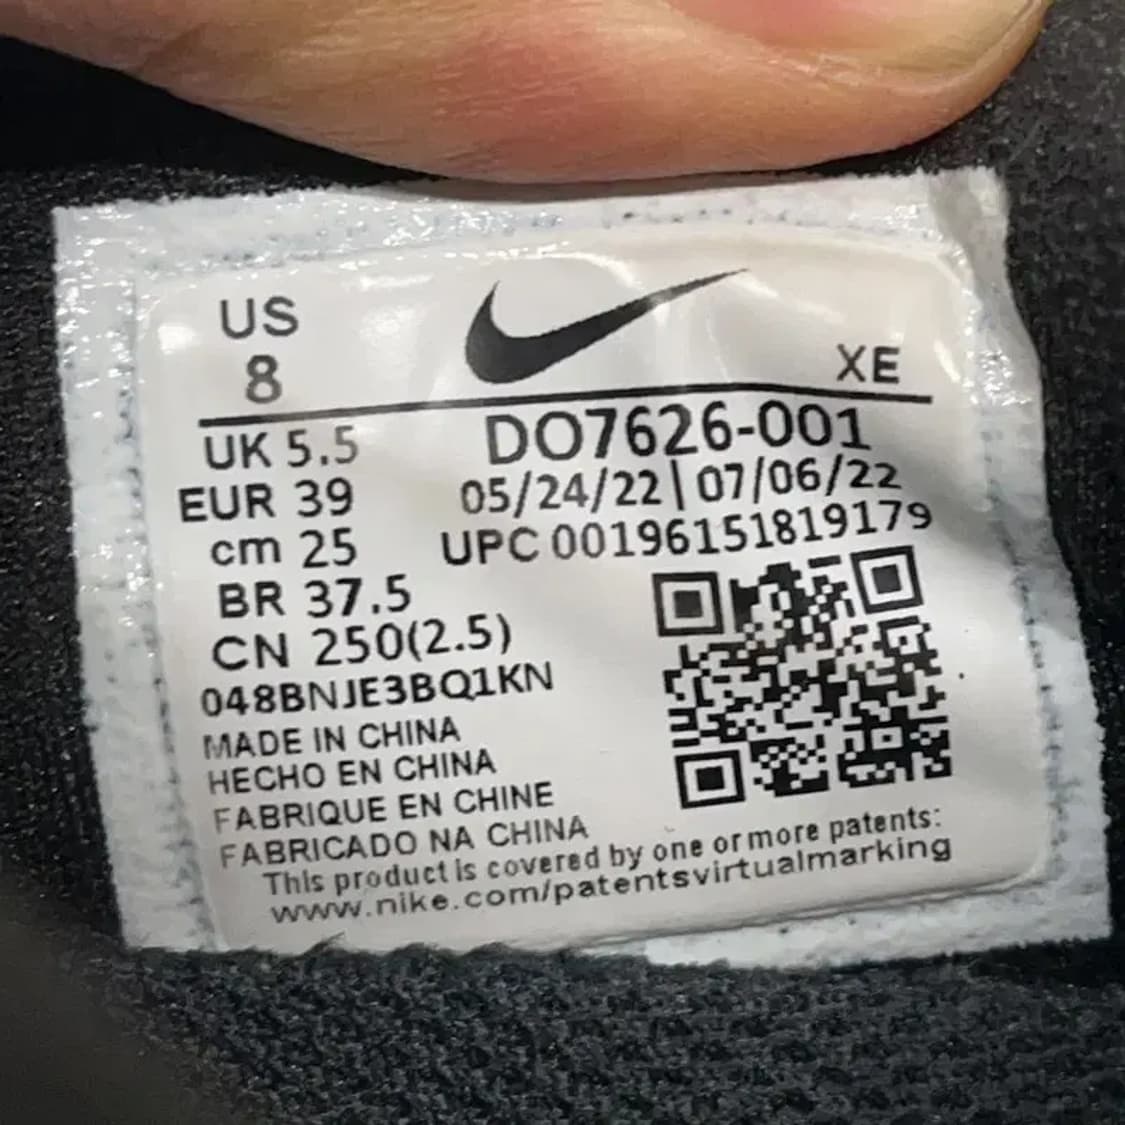 US
8
XE
UK 5.5
EUR 39
cm 25
BR 37.5
CN 250(2.5)
DO7626-001
05/24/22|07/06/22
UPC 00196151819179
048BNJE3BQ1KN
MADE IN CHINA
HECHO EN CHINA
FABRIQUE EN CHINE
FABRICADO NA CHINA
This product is covered by one or more patents:
www.nike.com/patentsvirtualmarking